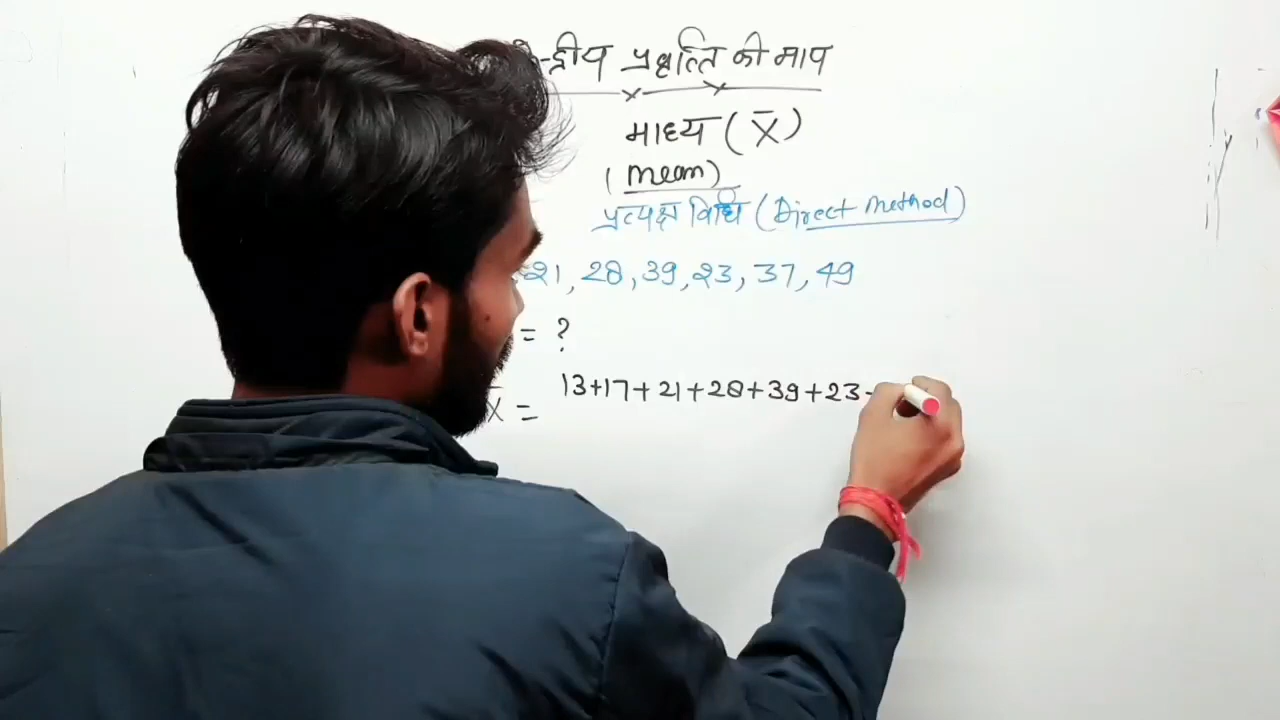 केन्द्रीय प्रवृत्ति की माप
माध्य ( X̄ )
( mean )
प्रत्यक्ष विधि ( Direct Method )
21, 28, 39, 23, 37, 49
= ?
X̄ = 13+17+21+28+39+23